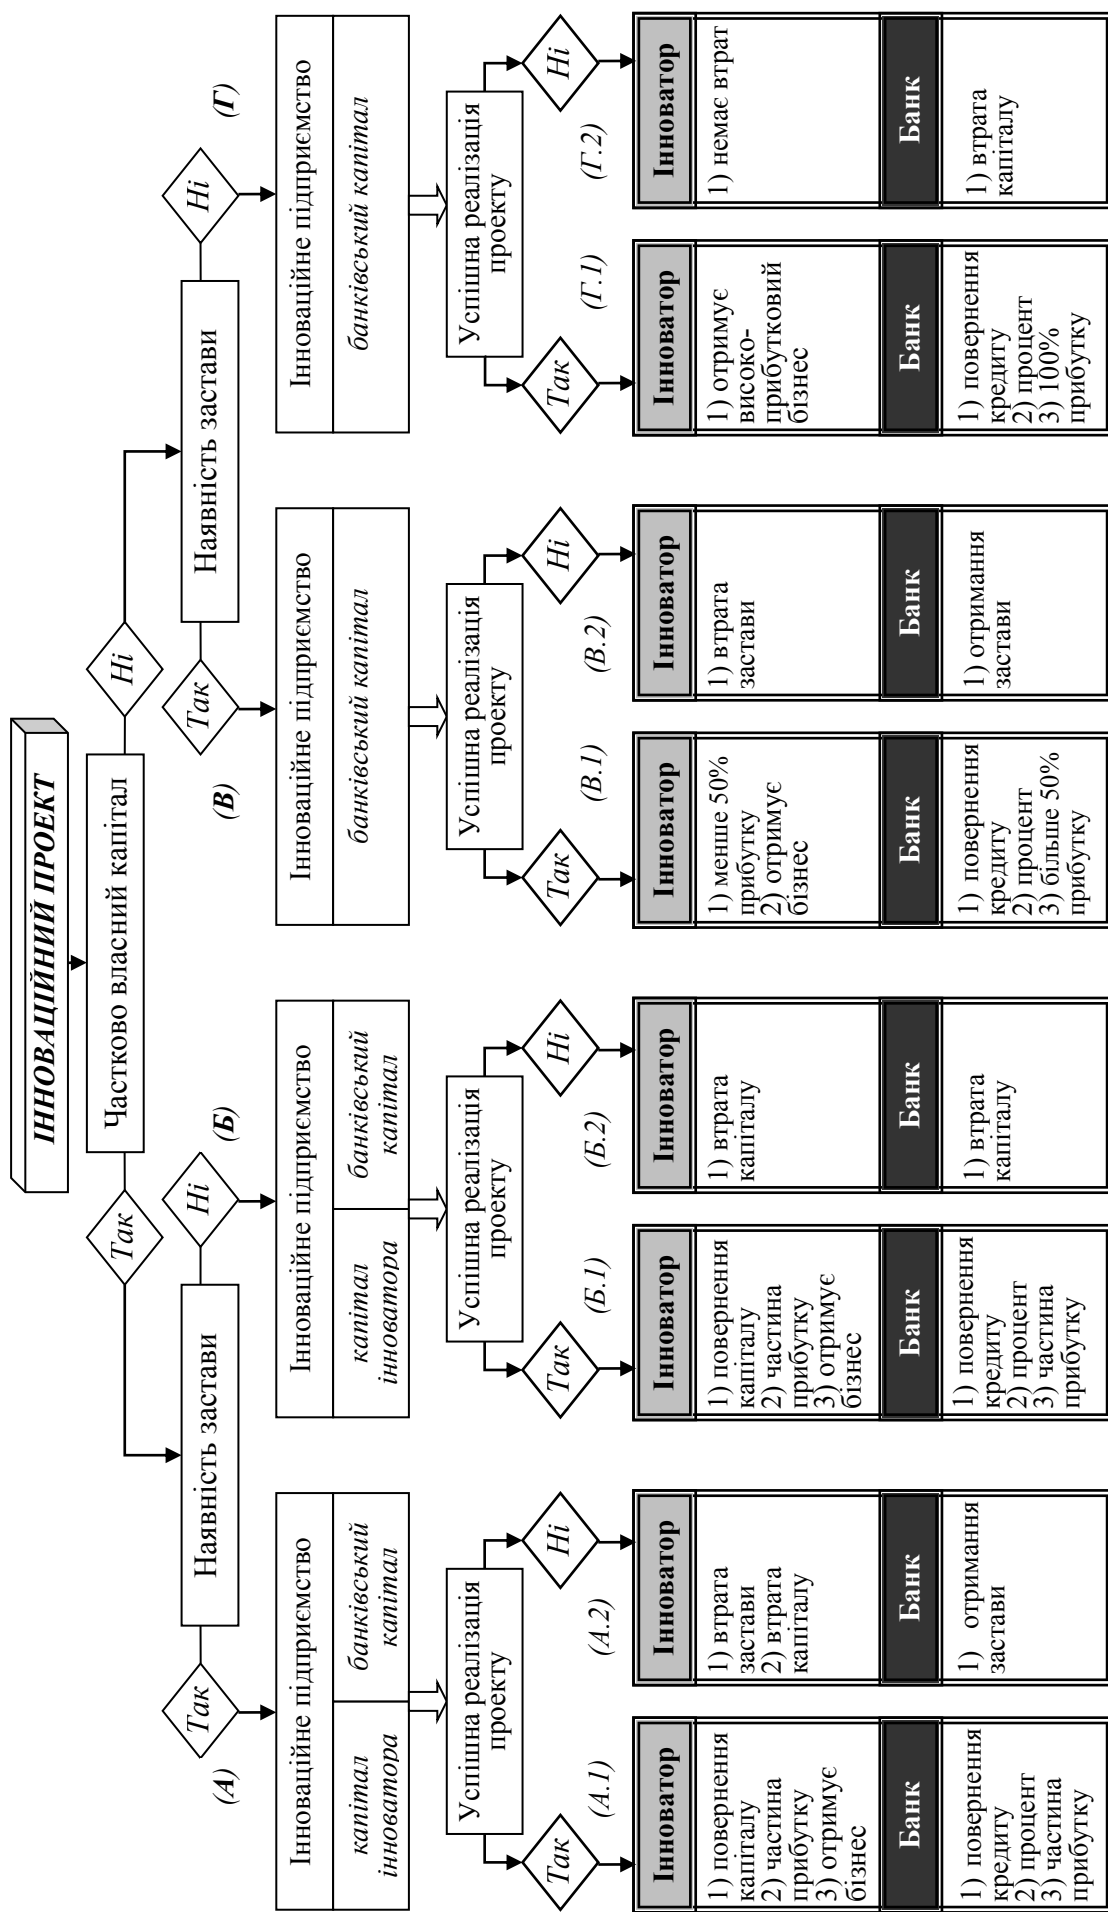 ІННОВАЦІЙНИЙ ПРОЕКТ
Частково власний капітал
Так
Ні
Наявність застави
Наявність застави
Так
Ні
Так
Ні
(А)
(Б)
(В)
(Г)
Інноваційне підприємство
капітал
інноватора
банківський
капітал
Інноваційне підприємство
капітал
інноватора
банківський
капітал
Інноваційне підприємство
банківський капітал
Інноваційне підприємство
банківський капітал
Успішна реалізація
проекту
Успішна реалізація
проекту
Успішна реалізація
проекту
Успішна реалізація
проекту
Так
Ні
Так
Ні
Так
Ні
Так
Ні
(А.1)
(А.2)
(Б.1)
(Б.2)
(В.1)
(В.2)
(Г.1)
(Г.2)
Інноватор
1) повернення
капіталу
2) частина
прибутку
3) отримує
бізнес
Банк
1) повернення
кредиту
2) процент
3) частина
прибутку
Інноватор
1) втрата
застави
2) втрата
капіталу
Банк
1) отримання
застави
Інноватор
1) повернення
капіталу
2) частина
прибутку
3) отримує
бізнес
Банк
1) повернення
кредиту
2) процент
3) частина
прибутку
Інноватор
1) втрата
капіталу
Банк
1) втрата
капіталу
Інноватор
1) менше 50%
прибутку
2) отримує
бізнес
Банк
1) повернення
кредиту
2) процент
3) більше 50%
прибутку
Інноватор
1) втрата
застави
Банк
1) отримання
застави
Інноватор
1) отримує
високо-
прибутковий
бізнес
Банк
1) повернення
кредиту
2) процент
3) 100%
прибутку
Інноватор
1) немає втрат
Банк
1) втрата
капіталу